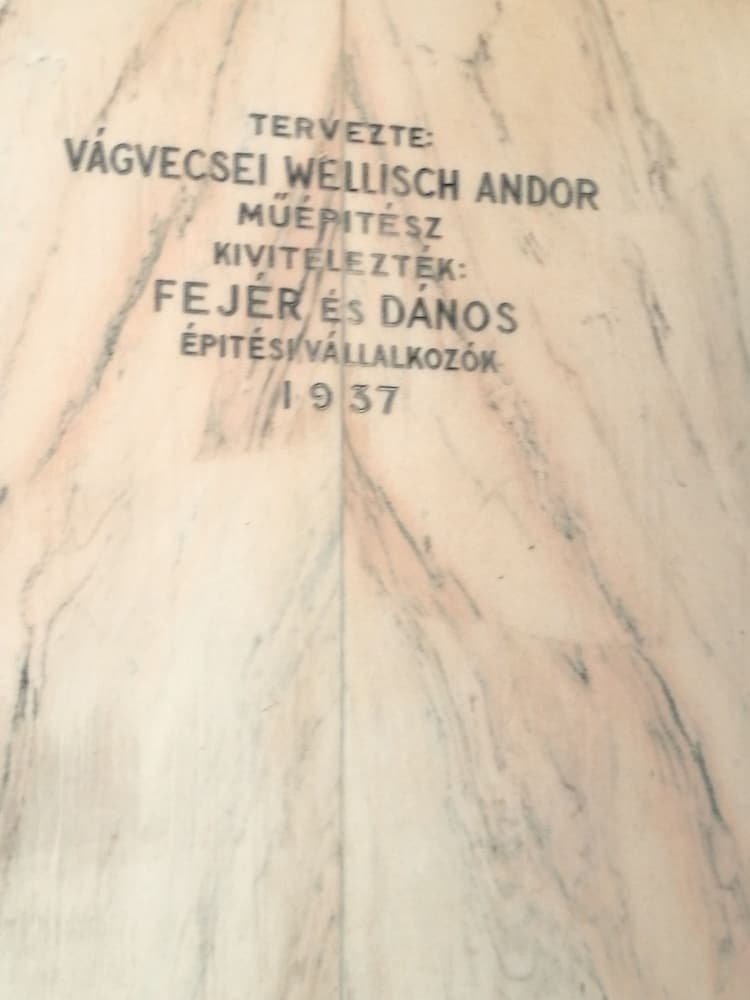 TERVEZTE:
VÁGVECSEI WELLISCH ANDOR
MŰÉPITÉSZ
KIVITELEZTÉK:
FEJÉR ÉS DÁNOS
ÉPITÉSI VÁLLALKOZÓK
1937